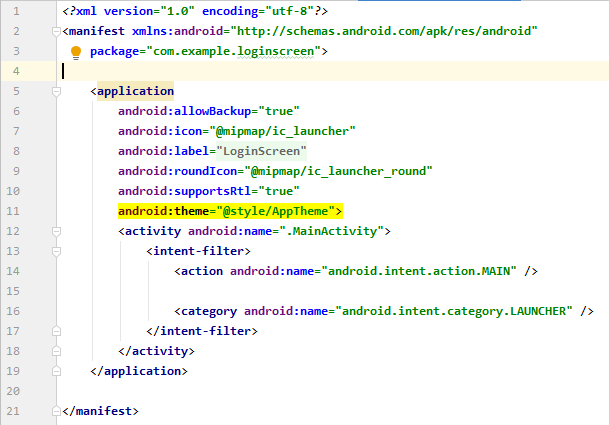 1 <?xml version="1.0" encoding="utf-8"?>
2 <manifest xmlns:android="http://schemas.android.com/apk/res/android"
3     package="com.example.loginscreen">
4
5     <application
6         android:allowBackup="true"
7         android:icon="@mipmap/ic_launcher"
8         android:label="LoginScreen"
9         android:roundIcon="@mipmap/ic_launcher_round"
10         android:supportsRtl="true"
11         android:theme="@style/AppTheme">
12         <activity android:name=".MainActivity">
13             <intent-filter>
14                 <action android:name="android.intent.action.MAIN" />
15
16                 <category android:name="android.intent.category.LAUNCHER" />
17             </intent-filter>
18         </activity>
19     </application>
20
21 </manifest>